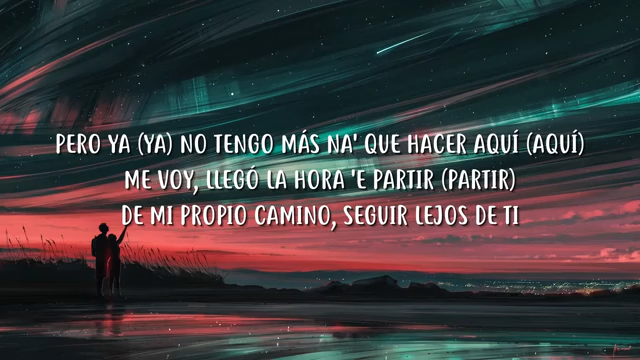 PERO YA (YA) NO TENGO MÁS NA' QUE HACER AQUÍ (AQUÍ)
ME VOY, LLEGÓ LA HORA 'E PARTIR (PARTIR)
DE MI PROPIO CAMINO, SEGUIR LEJOS DE TI